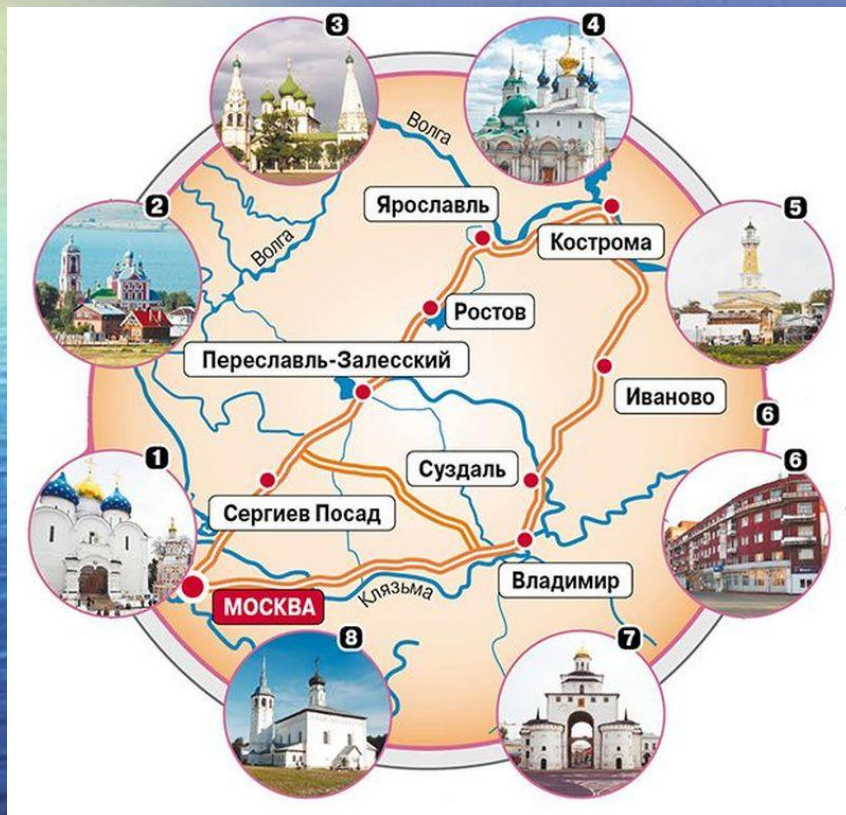 3
4
Волга
2
Ярославль
5
Кострома
Волга
Ростов
Переславль-Залесский
Иваново
6
1
Суздаль
6
Сергиев Посад
Владимир
Клязьма
МОСКВА
8
7